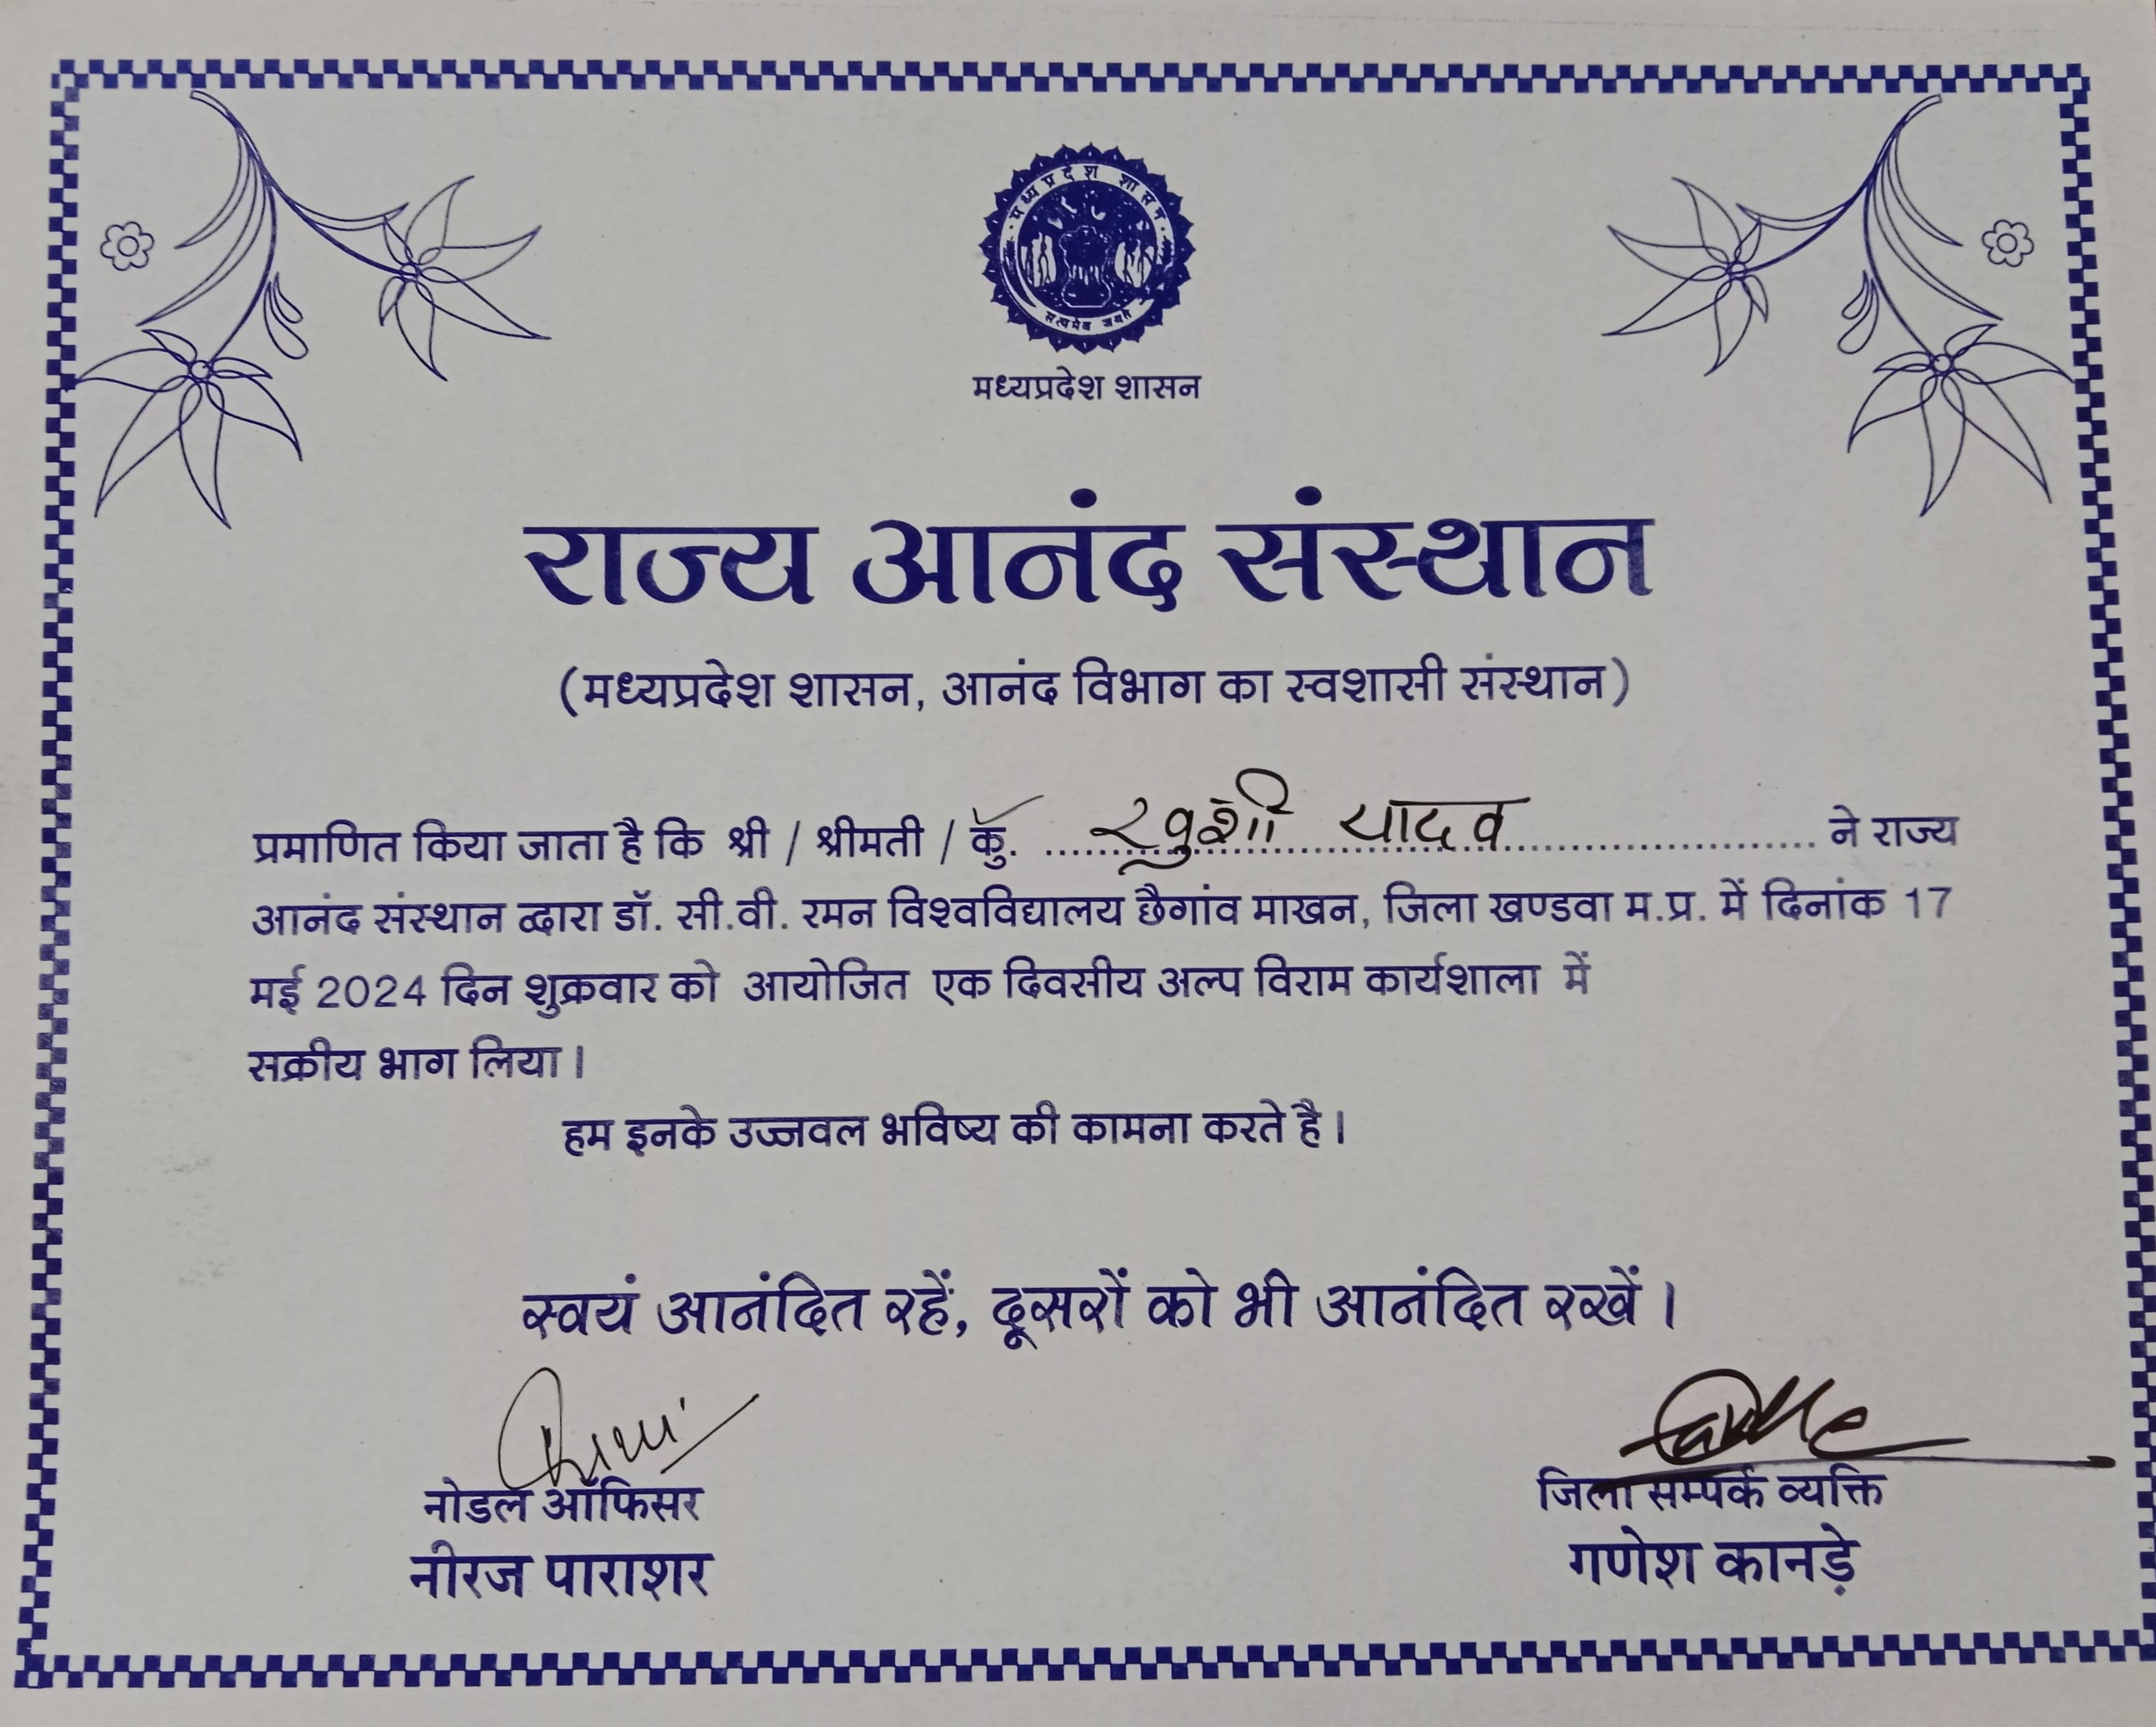 मध्यप्रदेश शासन
सत्यमेव जयते
मध्यप्रदेश शासन
राज्य आनंद संस्थान
(मध्यप्रदेश शासन, आनंद विभाग का स्वशासी संस्थान)
प्रमाणित किया जाता है कि श्री / श्रीमती / कु. खुशी यादव ने राज्य
आनंद संस्थान द्वारा डॉ. सी.वी. रमन विश्वविद्यालय छैगांव माखन, जिला खण्डवा म.प्र. में दिनांक 17
मई 2024 दिन शुक्रवार को आयोजित एक दिवसीय अल्प विराम कार्यशाला में
सक्रीय भाग लिया।
हम इनके उज्जवल भविष्य की कामना करते है।
स्वयं आनंदित रहें, दूसरों को भी आनंदित रखें।
नोडल ऑफिसर
नीरज पाराशर
जिला सम्पर्क व्यक्ति
गणेश कानड़े